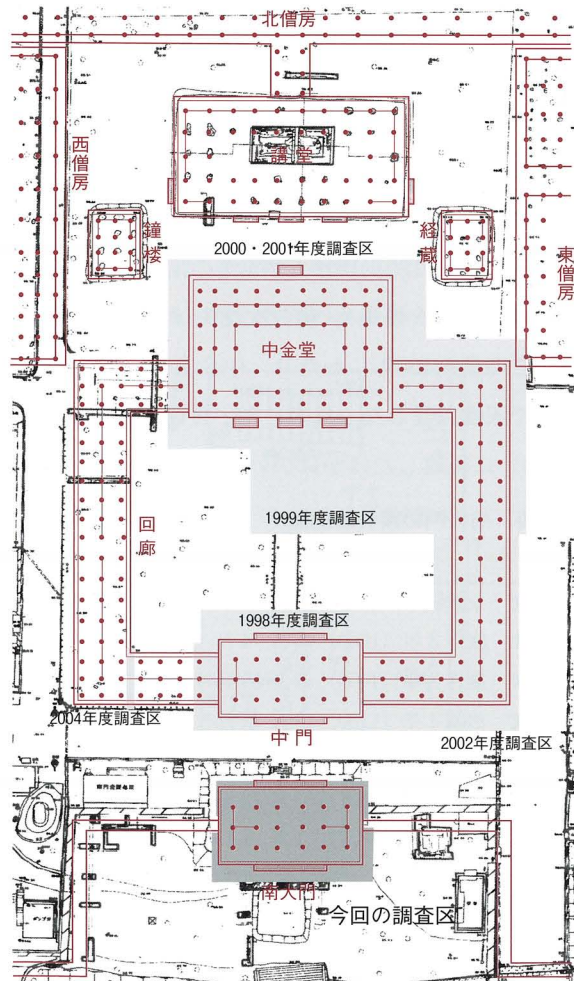 北僧房
西僧房
講堂
鐘楼
経蔵
東僧房
2000・2001年度調査区
中金堂
1999年度調査区
回廊
1998年度調査区
2004年度調査区
中門
2002年度調査区
南大門
今回の調査区